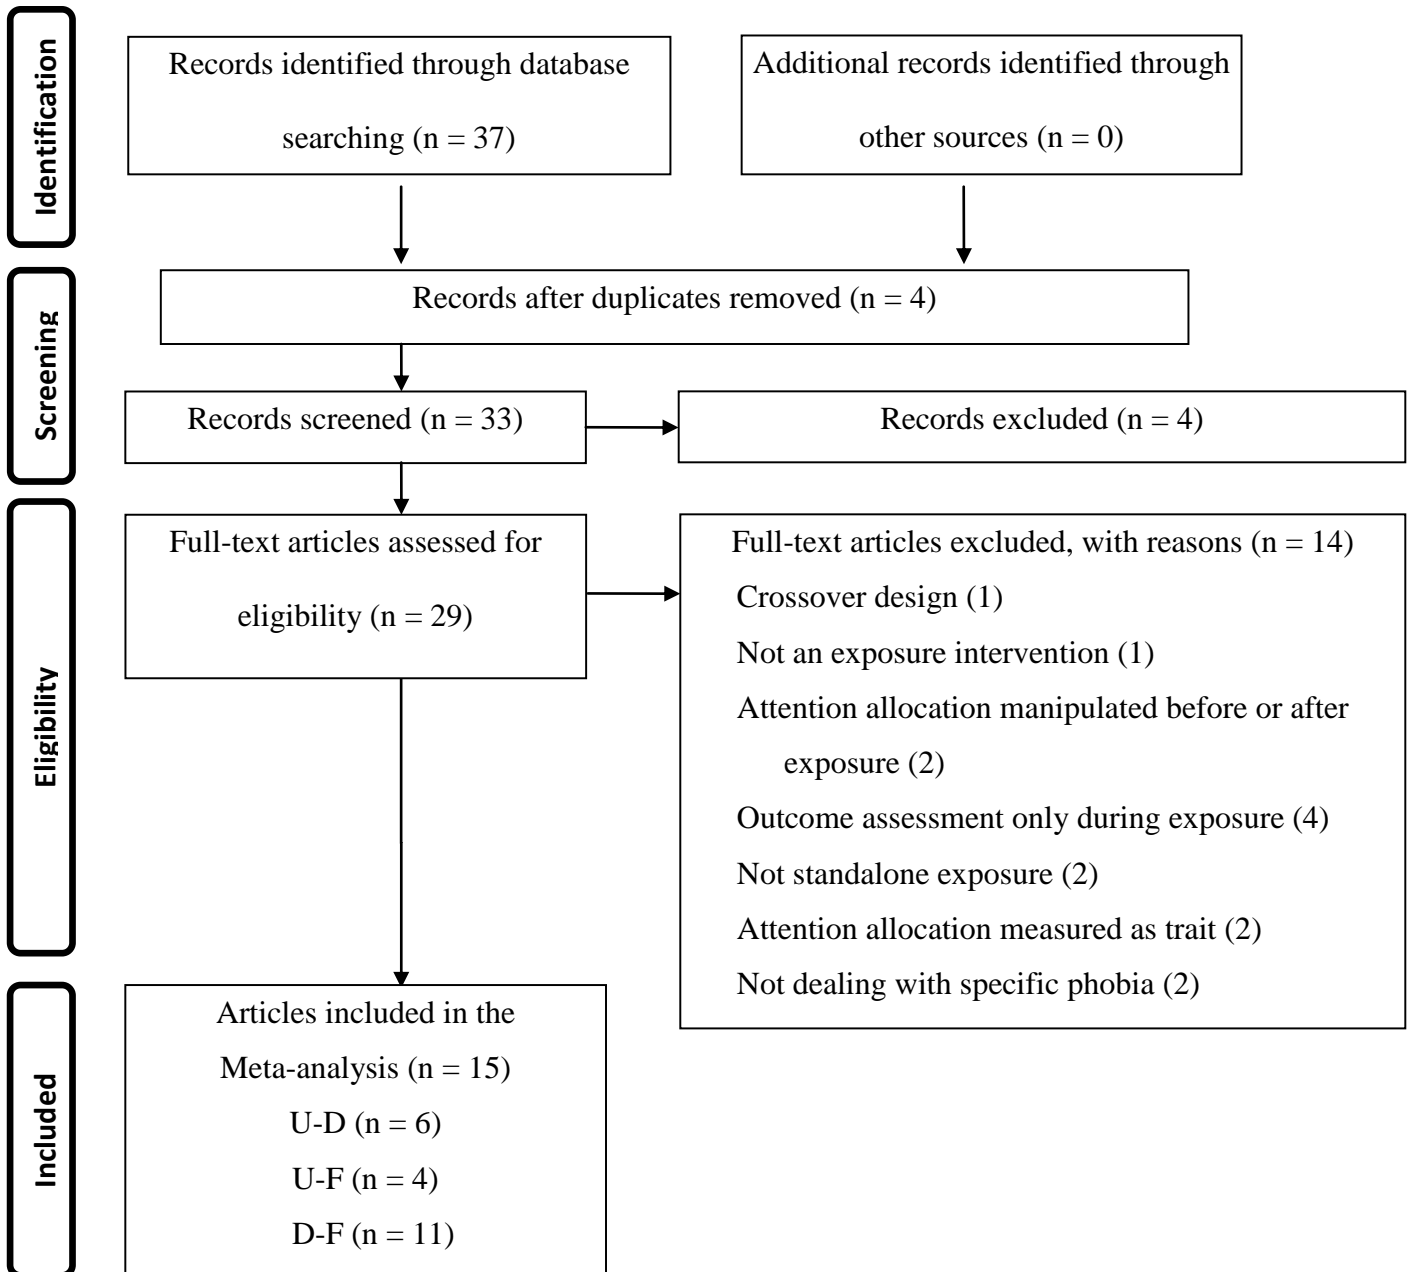 Identification
Records identified through database
searching (n = 37)
Additional records identified through
other sources (n = 0)
Screening
Records after duplicates removed (n = 4)
Records screened (n = 33)
Records excluded (n = 4)
Eligibility
Full-text articles assessed for
eligibility (n = 29)
Full-text articles excluded, with reasons (n = 14)
Crossover design (1)
Not an exposure intervention (1)
Attention allocation manipulated before or after
exposure (2)
Outcome assessment only during exposure (4)
Not standalone exposure (2)
Attention allocation measured as trait (2)
Not dealing with specific phobia (2)
Included
Articles included in the
Meta-analysis (n = 15)
U-D (n = 6)
U-F (n = 4)
D-F (n = 11)